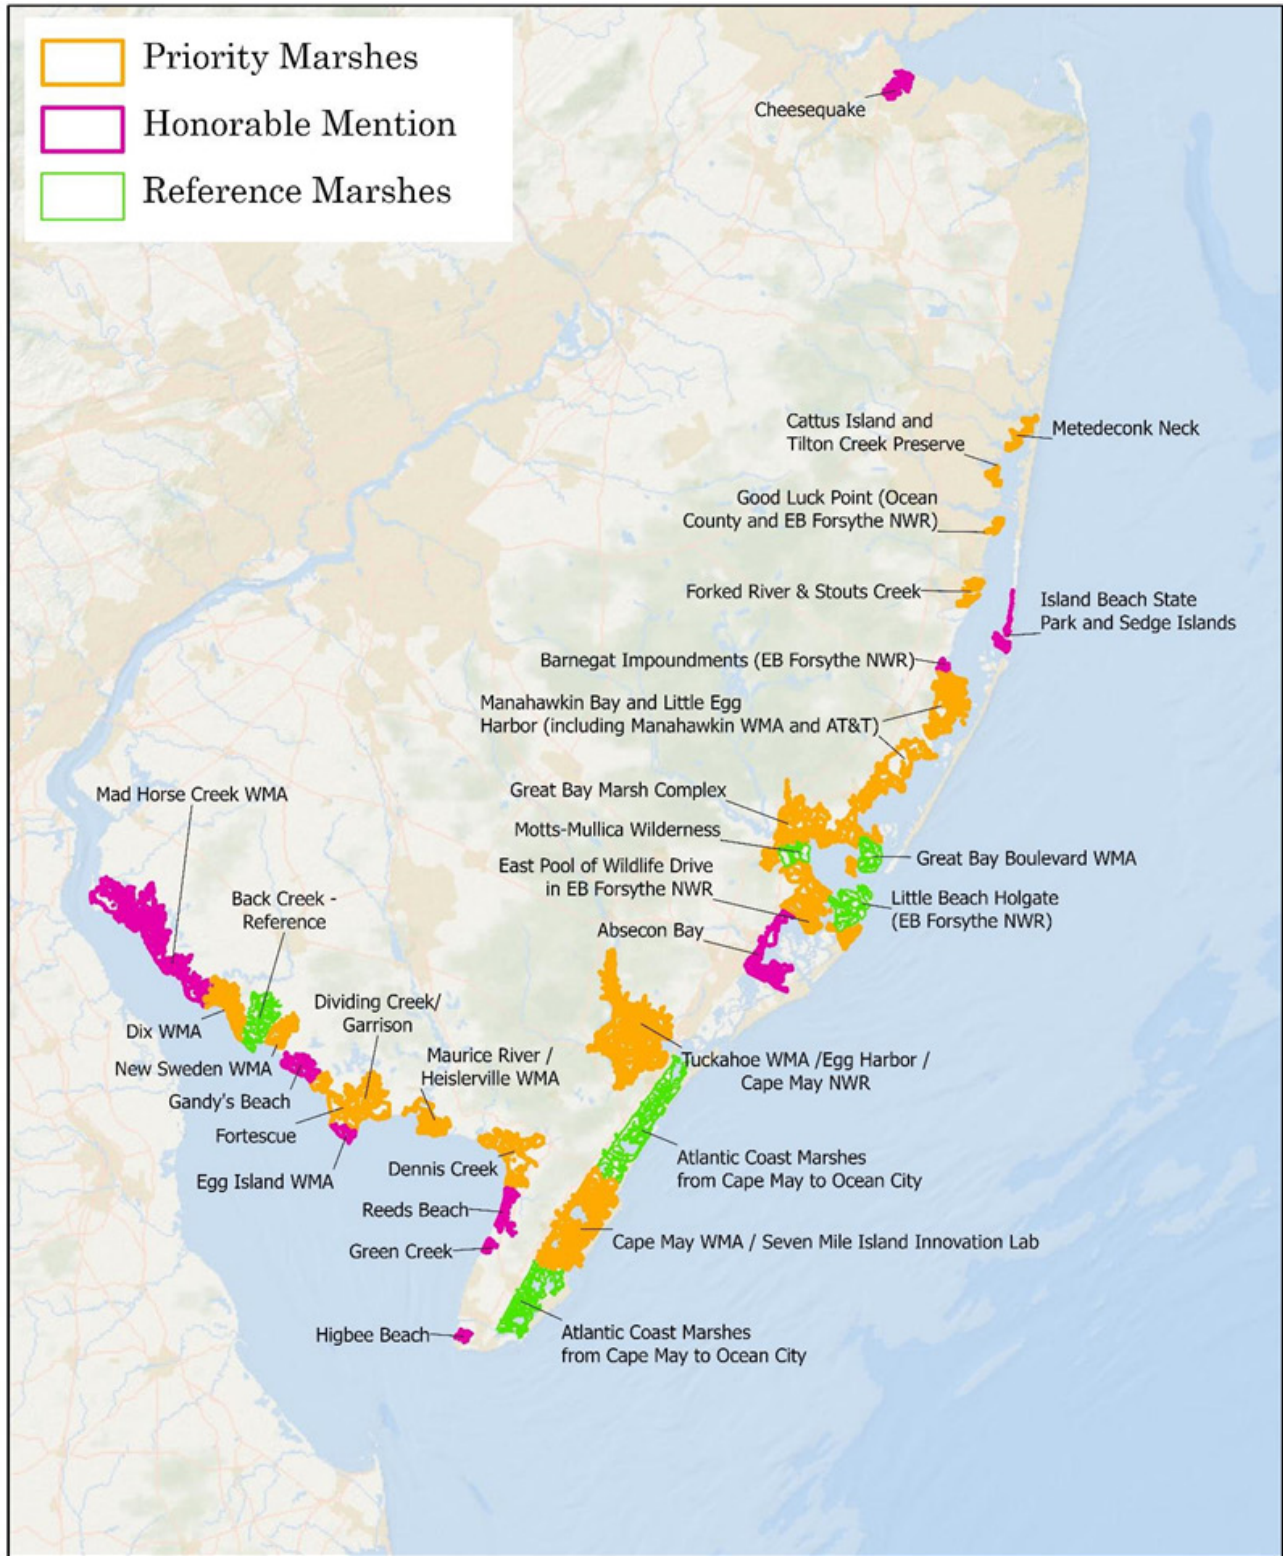 Priority Marshes
Honorable Mention
Reference Marshes
Cheesequake
Cattus Island and
Tilton Creek Preserve
Metedeconk Neck
Good Luck Point (Ocean
County and EB Forsythe NWR)
Forked River & Stouts Creek
Island Beach State
Park and Sedge Islands
Barnegat Impoundments (EB Forsythe NWR)
Manahawkin Bay and Little Egg
Harbor (including Manahawkin WMA and AT&T)
Great Bay Marsh Complex
Motts-Mullica Wilderness
East Pool of Wildlife Drive
in EB Forsythe NWR
Great Bay Boulevard WMA
Little Beach Holgate
(EB Forsythe NWR)
Absecon Bay
Mad Horse Creek WMA
Back Creek -
Reference
Dividing Creek/
Garrison
Dix WMA
New Sweden WMA
Gandy's Beach
Fortescue
Egg Island WMA
Maurice River /
Heislerville WMA
Tuckahoe WMA /Egg Harbor /
Cape May NWR
Dennis Creek
Reeds Beach
Green Creek
Atlantic Coast Marshes
from Cape May to Ocean City
Cape May WMA / Seven Mile Island Innovation Lab
Higbee Beach
Atlantic Coast Marshes
from Cape May to Ocean City